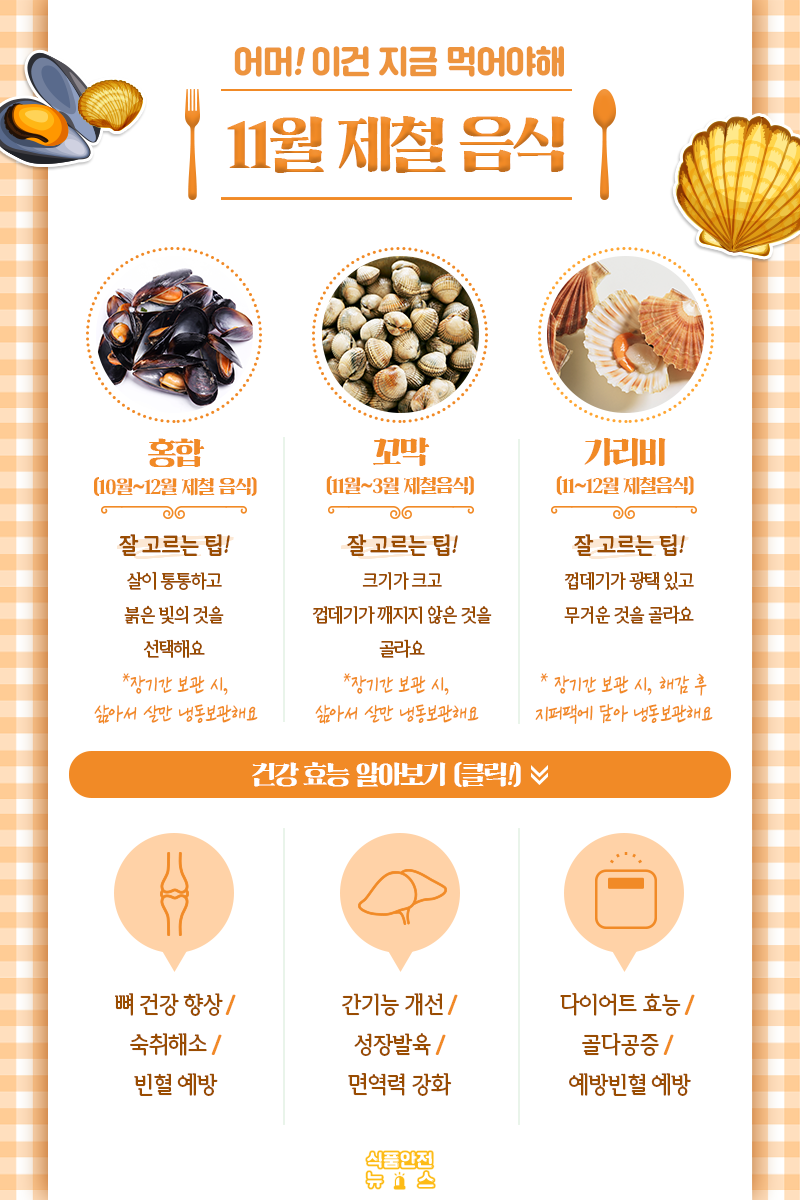 어머! 이건 지금 먹어야해
11월 제철 음식
홍합
(10월~12월 제철 음식)
잘 고르는 팁!
살이 통통하고
붉은 빛의 것을
선택해요
*장기간 보관 시,
삶아서 살만 냉동보관해요
꼬막
(11월~3월 제철음식)
잘 고르는 팁!
크기가 크고
껍데기가 깨지지 않은 것을
골라요
*장기간 보관 시,
삶아서 살만 냉동보관해요
가리비
(11~12월 제철음식)
잘 고르는 팁!
껍데기가 광택 있고
무거운 것을 골라요
* 장기간 보관 시, 해감 후
지퍼팩에 담아 냉동보관해요
건강 효능 알아보기 (클릭!)
뼈 건강 향상 /
숙취해소 /
빈혈 예방
간기능 개선 /
성장발육 /
면역력 강화
다이어트 효능 /
골다공증 /
예방빈혈 예방
식품안전
뉴스